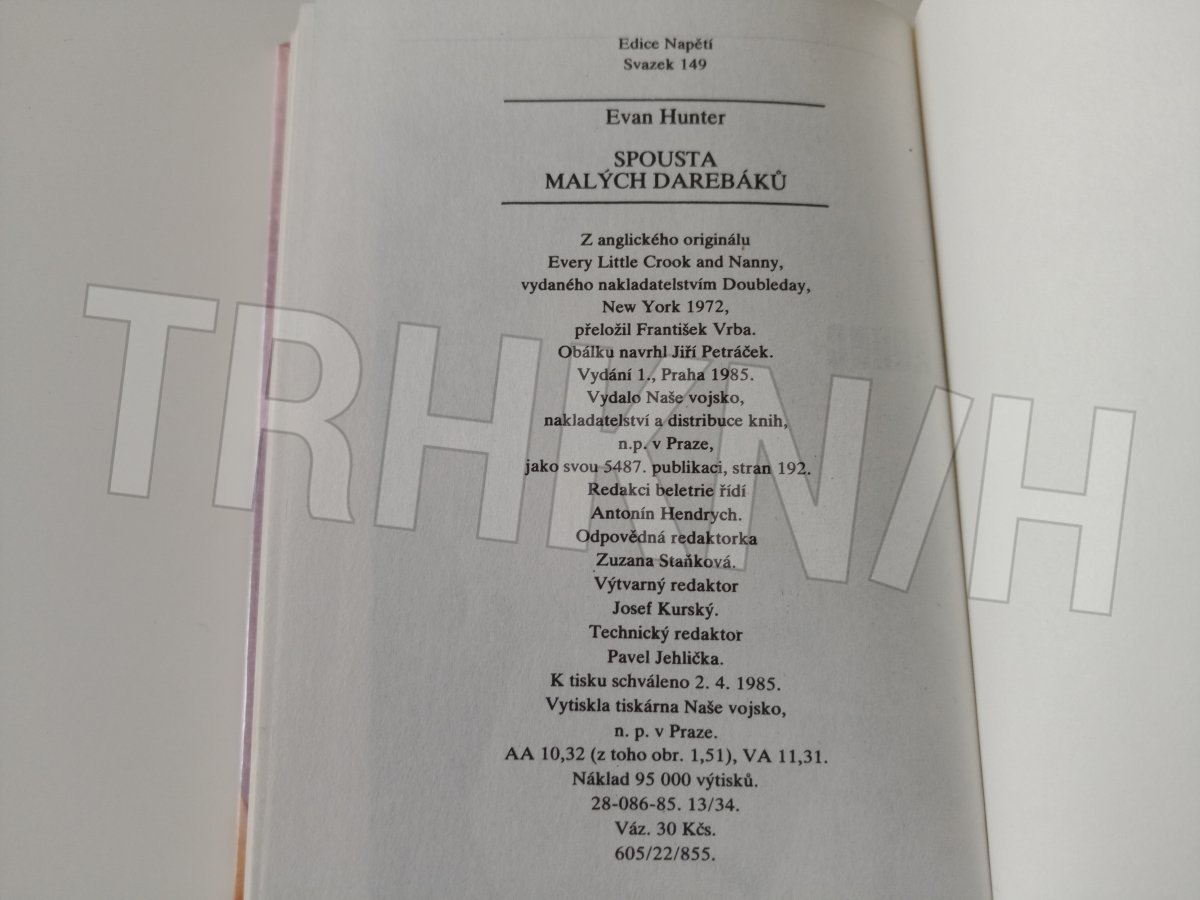 Edice Napětí
Svazek 149
Evan Hunter
SPOUSTA
MALÝCH DAREBÁKŮ
Z anglického originálu
Every Little Crook and Nanny,
vydaného nakladatelstvím Doubleday,
New York 1972,
přeložil František Vrba.
Obálku navrhl Jiří Petráček.
Vydání 1., Praha 1985.
Vydalo Naše vojsko,
nakladatelství a distribuce knih,
n.p. v Praze,
jako svou 5487. publikaci, stran 192.
Redakci beletrie řídí
Antonín Hendrych.
Odpovědná redaktorka
Zuzana Staňková.
Výtvarný redaktor
Josef Kurský.
Technický redaktor
Pavel Jehlička.
K tisku schváleno 2. 4. 1985.
Vytiskla tiskárna Naše vojsko,
n. p. v Praze.
AA 10,32 (z toho obr. 1,51), VA 11,31.
Náklad 95 000 výtisků.
28-086-85. 13/34.
Váz. 30 Kčs.
605/22/855.
TRHKN/H